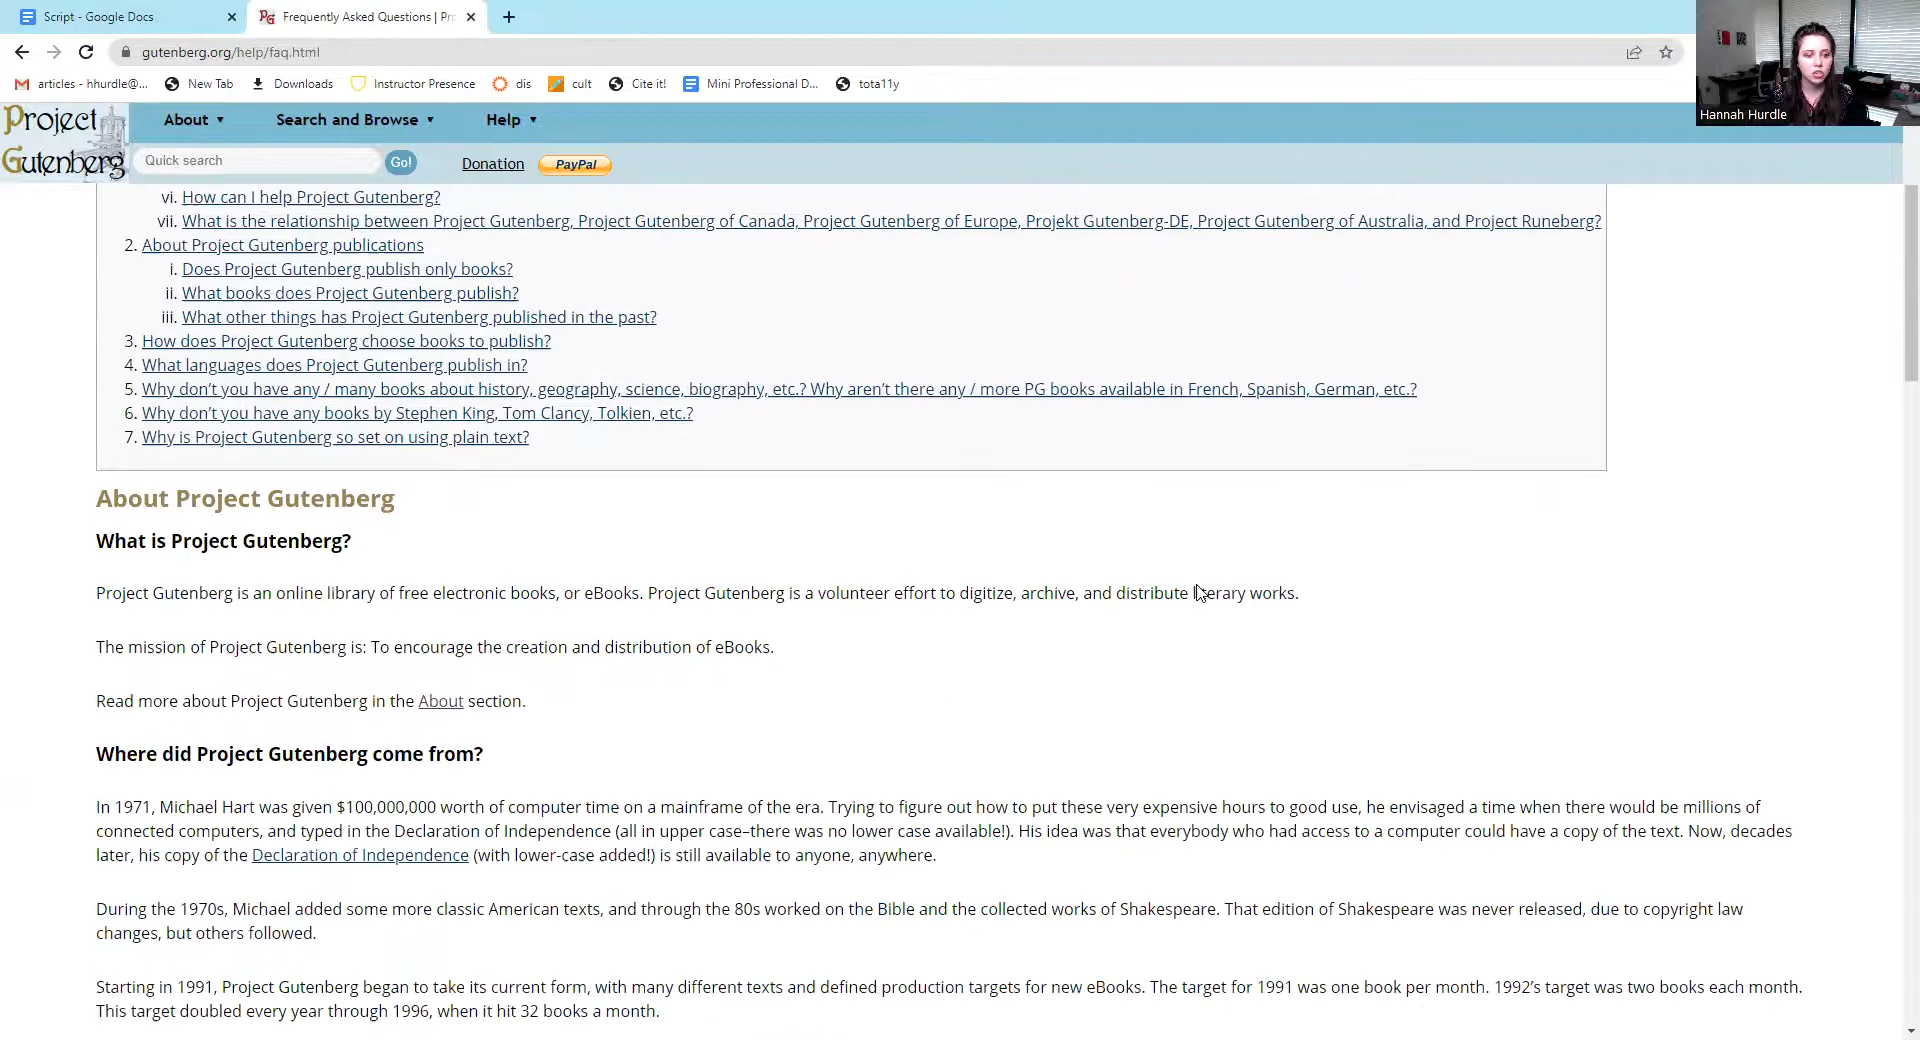 Script - Google Docs
Frequently Asked Questions | Pro
gutenberg.org/help/faq.html
articles - hhurdle@... New Tab Downloads Instructor Presence dis cult Cite it! Mini Professional D... tota11y
Hannah Hurdle
Project
Gutenberg
About ▾ Search and Browse ▾ Help ▾
Quick search Go! Donation PayPal
vi. How can I help Project Gutenberg?
vii. What is the relationship between Project Gutenberg, Project Gutenberg of Canada, Project Gutenberg of Europe, Projekt Gutenberg-DE, Project Gutenberg of Australia, and Project Runeberg?
2. About Project Gutenberg publications
i. Does Project Gutenberg publish only books?
ii. What books does Project Gutenberg publish?
iii. What other things has Project Gutenberg published in the past?
3. How does Project Gutenberg choose books to publish?
4. What languages does Project Gutenberg publish in?
5. Why don’t you have any / many books about history, geography, science, biography, etc.? Why aren’t there any / more PG books available in French, Spanish, German, etc.?
6. Why don’t you have any books by Stephen King, Tom Clancy, Tolkien, etc.?
7. Why is Project Gutenberg so set on using plain text?
About Project Gutenberg
What is Project Gutenberg?
Project Gutenberg is an online library of free electronic books, or eBooks. Project Gutenberg is a volunteer effort to digitize, archive, and distribute literary works.
The mission of Project Gutenberg is: To encourage the creation and distribution of eBooks.
Read more about Project Gutenberg in the About section.
Where did Project Gutenberg come from?
In 1971, Michael Hart was given $100,000,000 worth of computer time on a mainframe of the era. Trying to figure out how to put these very expensive hours to good use, he envisaged a time when there would be millions of
connected computers, and typed in the Declaration of Independence (all in upper case–there was no lower case available!). His idea was that everybody who had access to a computer could have a copy of the text. Now, decades
later, his copy of the Declaration of Independence (with lower-case added!) is still available to anyone, anywhere.
During the 1970s, Michael added some more classic American texts, and through the 80s worked on the Bible and the collected works of Shakespeare. That edition of Shakespeare was never released, due to copyright law
changes, but others followed.
Starting in 1991, Project Gutenberg began to take its current form, with many different texts and defined production targets for new eBooks. The target for 1991 was one book per month. 1992’s target was two books each month.
This target doubled every year through 1996, when it hit 32 books a month.